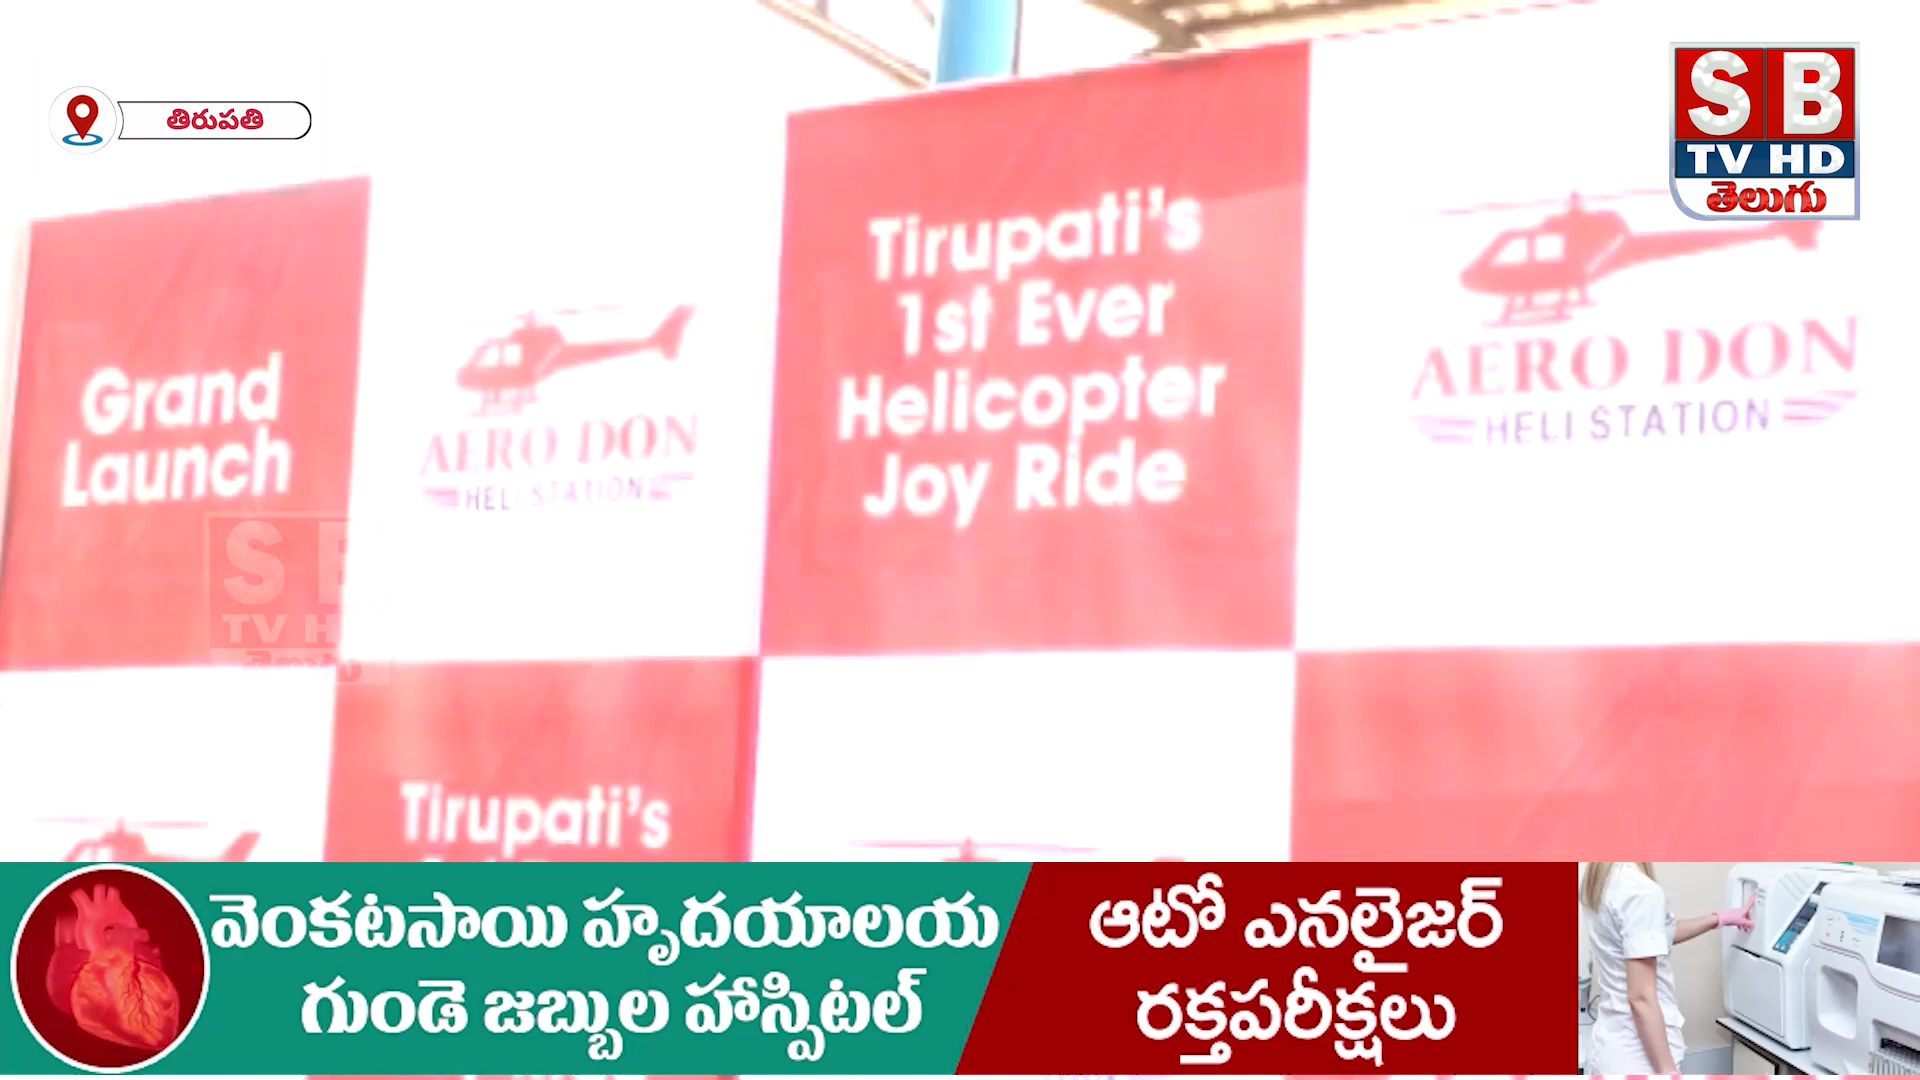 తిరుపతి
S B
TV HD
తెలుగు
Grand
Launch
AERO DON
HELI STATION
Tirupati's
1st Ever
Helicopter
Joy Ride
AERO DON
HELI STATION
S B
TV H
Tirupati's
వెంకటసాయి హృదయాలయ
గుండె జబ్బుల హాస్పిటల్
ఆటో ఎనలైజర్
రక్తపరీక్షలు